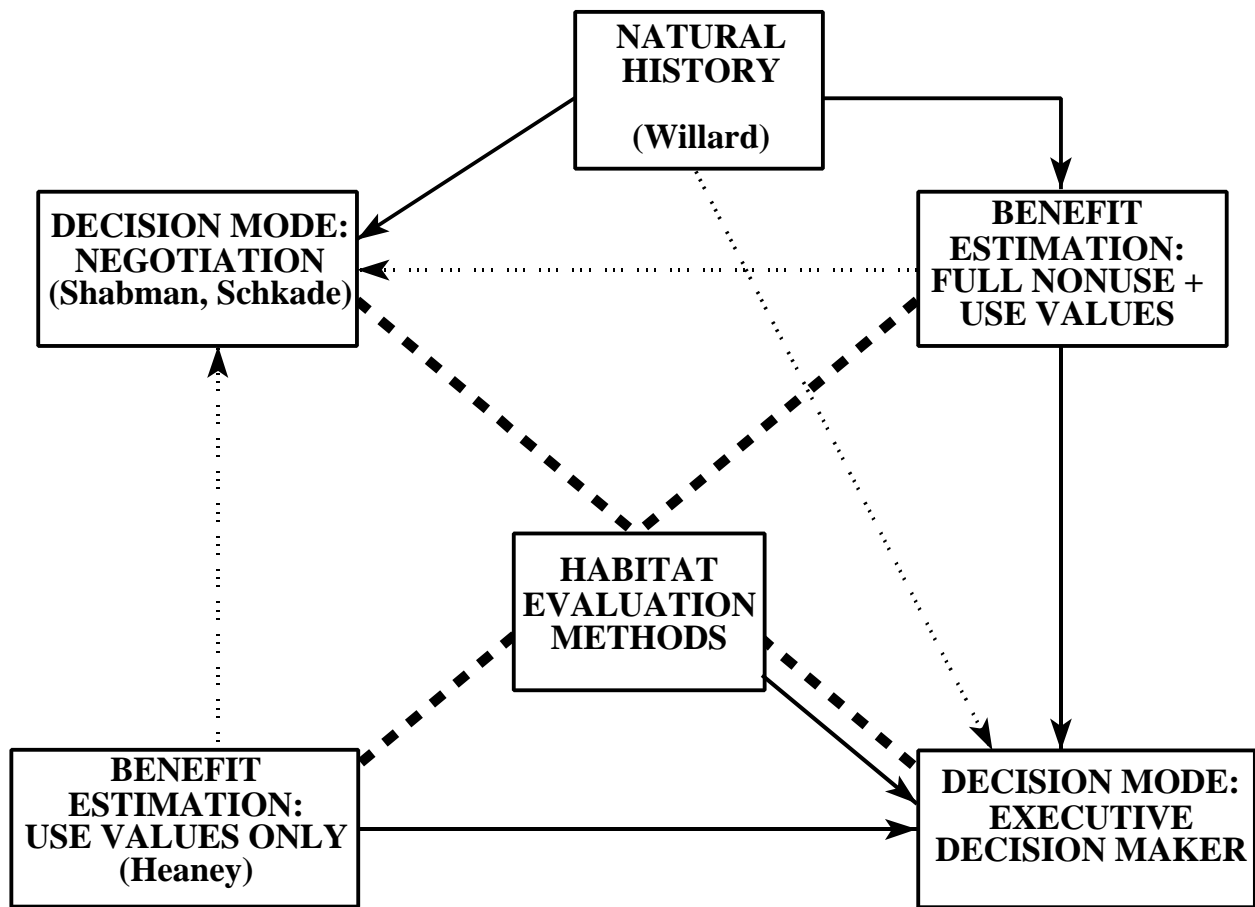 NATURAL
HISTORY
(Willard)
DECISION MODE:
NEGOTIATION
(Shabman, Schkade)
BENEFIT
ESTIMATION:
FULL NONUSE +
USE VALUES
HABITAT
EVALUATION
METHODS
BENEFIT
ESTIMATION:
USE VALUES ONLY
(Heaney)
DECISION MODE:
EXECUTIVE
DECISION MAKER